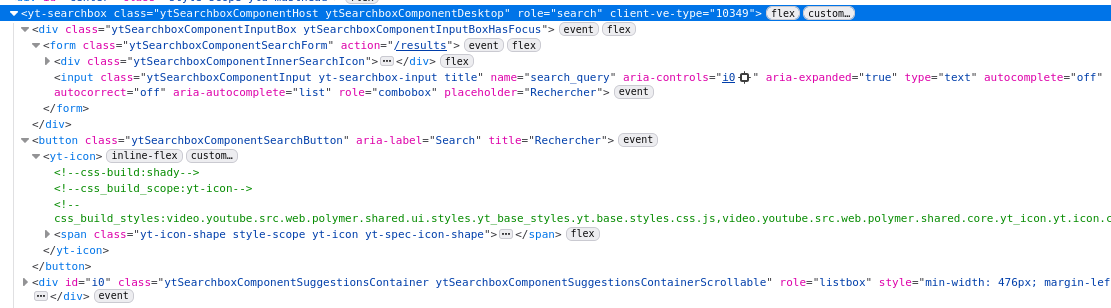 <yt-searchbox class="ytSearchboxComponentHost ytSearchboxComponentDesktop" role="search" client-ve-type="10349"> flex custom…
<div class="ytSearchboxComponentInputBox ytSearchboxComponentInputBoxHasFocus"> event flex
<form class="ytSearchboxComponentSearchForm" action="/results"> event flex
<div class="ytSearchboxComponentInnerSearchIcon"> ⋯ </div> flex
<input class="ytSearchboxComponentInput yt-searchbox-input title" name="search_query" aria-controls="i0" aria-expanded="true" type="text" autocomplete="off"
autocorrect="off" aria-autocomplete="list" role="combobox" placeholder="Rechercher"> event
</form>
</div>
<button class="ytSearchboxComponentSearchButton" aria-label="Search" title="Rechercher"> event
<yt-icon> inline-flex custom…
<!--css-build:shady-->
<!--css_build_scope:yt-icon-->
<!--
css_build_styles:video.youtube.src.web.polymer.shared.ui.styles.yt_base_styles.yt.base.styles.css.js,video.youtube.src.web.polymer.shared.core.yt_icon.yt.icon.c
<span class="yt-icon-shape style-scope yt-icon yt-spec-icon-shape"> ⋯ </span> flex
</yt-icon>
</button>
<div id="i0" class="ytSearchboxComponentSuggestionsContainer ytSearchboxComponentSuggestionsContainerScrollable" role="listbox" style="min-width: 476px; margin-lef
⋯ </div> event